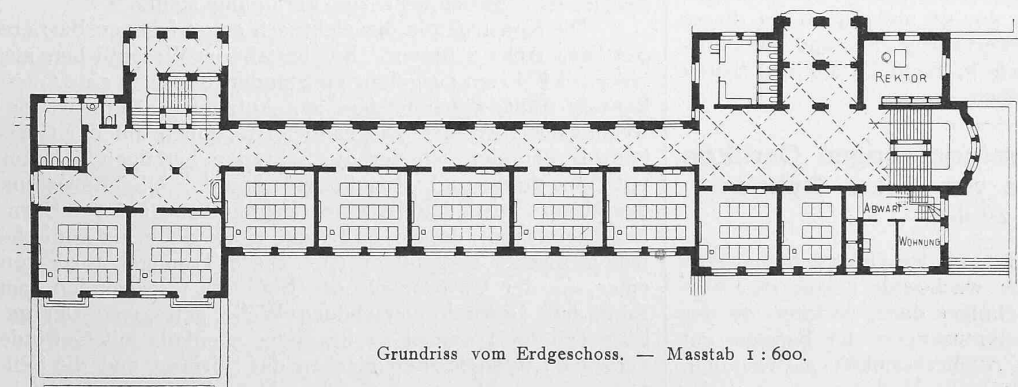 REKTOR
ABWART-
WOHNUNG
Grundriss vom Erdgeschoss. — Masstab 1 : 600.